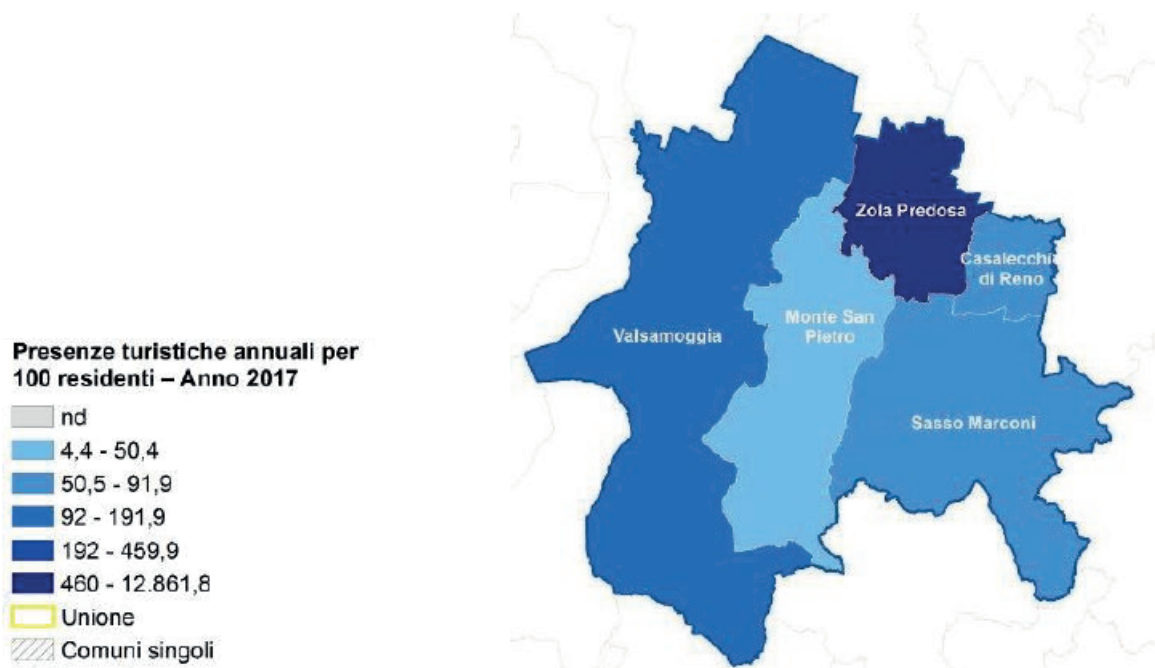 Zola Predosa
Casalecchi
di Reno
Valsamoggia
Monte San
Pietro
Sasso Marconi
Presenze turistiche annuali per
100 residenti – Anno 2017
nd
4,4 - 50,4
50,5 - 91,9
92 - 191,9
192 - 459,9
460 - 12.861,8
Unione
Comuni singoli